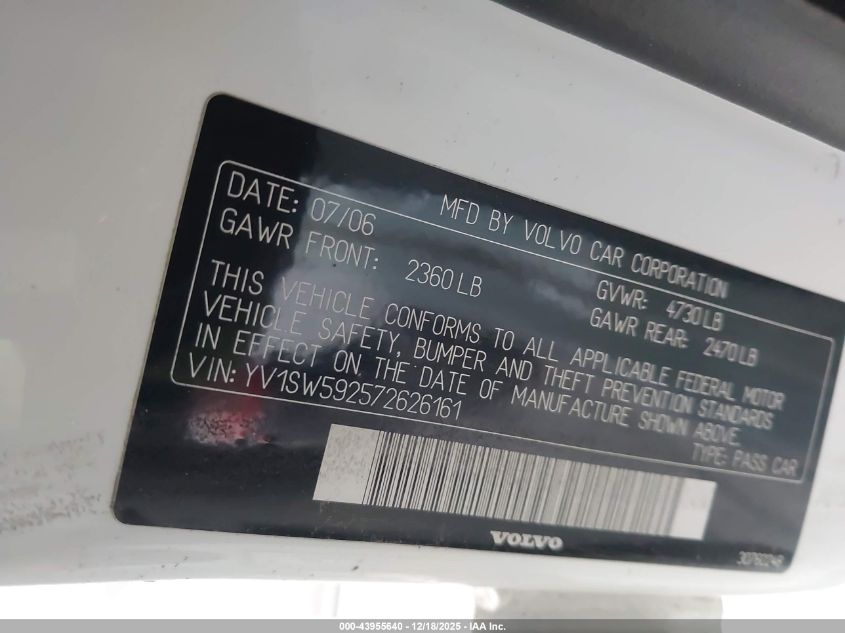 MFD BY VOLVO CAR CORPORATION
DATE: 07/06 GVWR: 4730 LB
GAWR FRONT: 2360 LB GAWR REAR: 2470 LB
THIS VEHICLE CONFORMS TO ALL APPLICABLE FEDERAL MOTOR
VEHICLE SAFETY, BUMPER AND THEFT PREVENTION STANDARDS
IN EFFECT ON THE DATE OF MANUFACTURE SHOWN ABOVE.
VIN: YV1SW592572626161 TYPE: PASS CAR
VOLVO
30760248
000-43955640 - 12/18/2025 - IAA Inc.